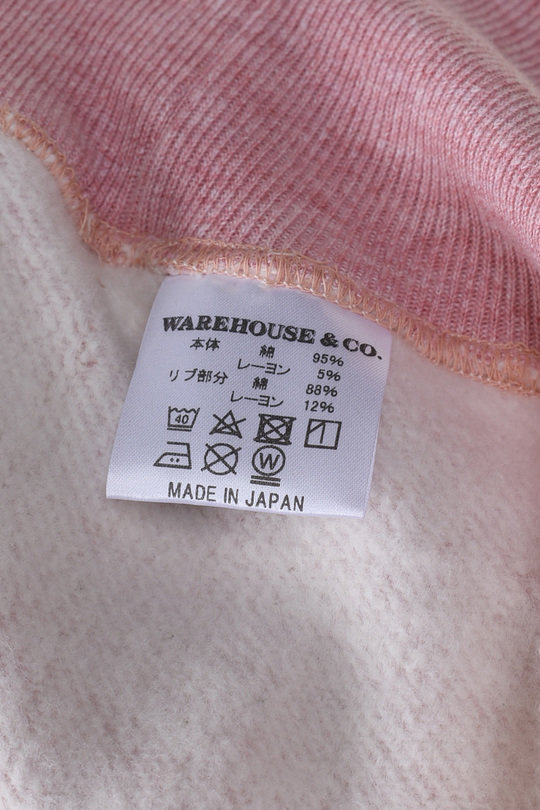 WAREHOUSE & CO.
本体 綿 95%
レーヨン 5%
リブ部分 綿 88%
レーヨン 12%
40
W
MADE IN JAPAN